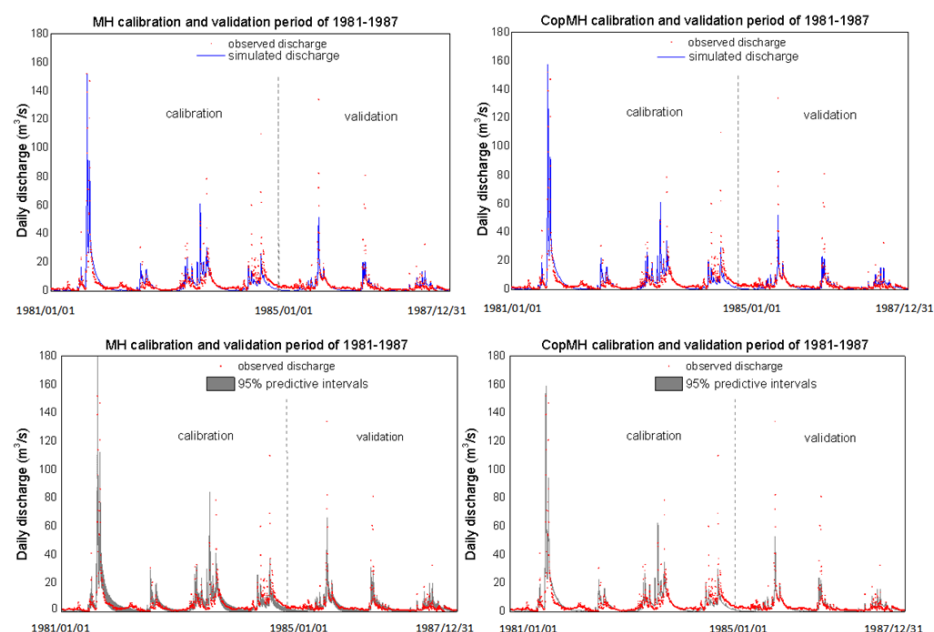 MH calibration and validation period of 1981-1987
180
160
140
120
100
80
60
40
20
0
Daily discharge (m³/s)
observed discharge
simulated discharge
calibration
validation
1981/01/01
1985/01/01
1987/12/31
CopMH calibration and validation period of 1981-1987
180
160
140
120
100
80
60
40
20
0
Daily discharge (m³/s)
observed discharge
simulated discharge
calibration
validation
1981/01/01
1985/01/01
1987/12/31
MH calibration and validation period of 1981-1987
180
160
140
120
100
80
60
40
20
0
Daily discharge (m³/s)
observed discharge
95% predictive intervals
calibration
validation
1981/01/01
1985/01/01
1987/12/31
CopMH calibration and validation period of 1981-1987
180
160
140
120
100
80
60
40
20
0
Daily discharge (m³/s)
observed discharge
95% predictive intervals
calibration
validation
1981/01/01
1985/01/01
1987/12/31